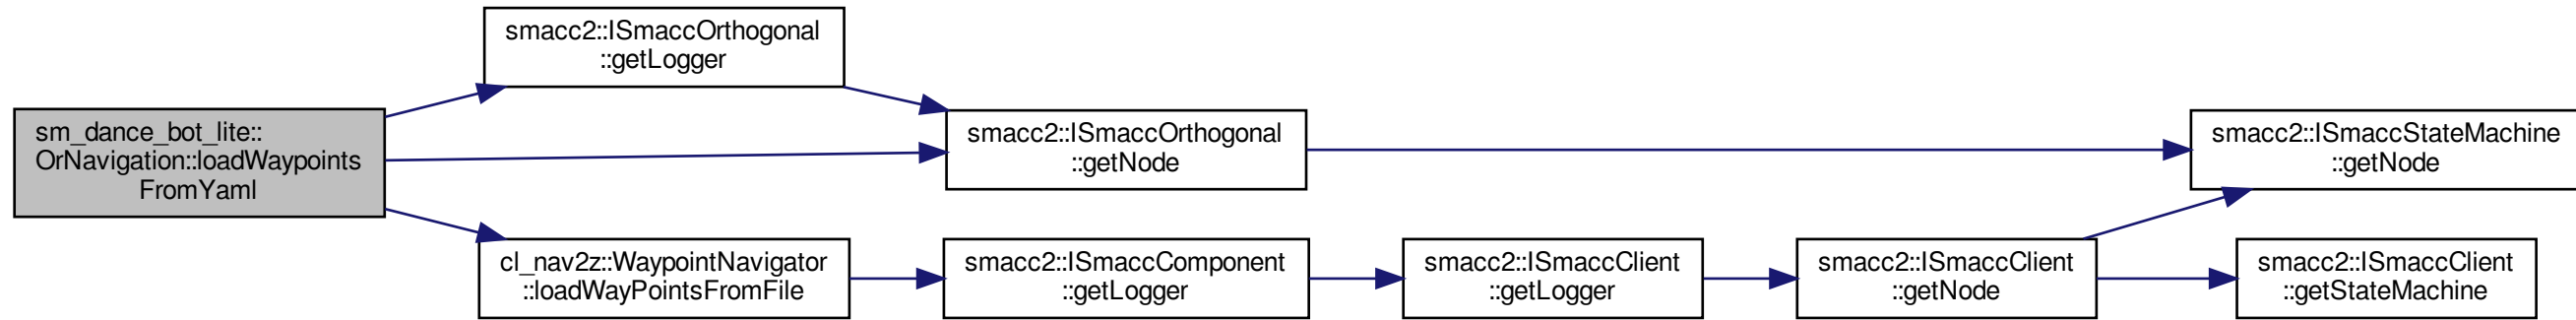 smacc2::ISmaccOrthogonal
::getLogger
sm_dance_bot_lite::
OrNavigation::loadWaypoints
FromYaml
smacc2::ISmaccOrthogonal
::getNode
smacc2::ISmaccStateMachine
::getNode
cl_nav2z::WaypointNavigator
::loadWayPointsFromFile
smacc2::ISmaccComponent
::getLogger
smacc2::ISmaccClient
::getLogger
smacc2::ISmaccClient
::getNode
smacc2::ISmaccClient
::getStateMachine